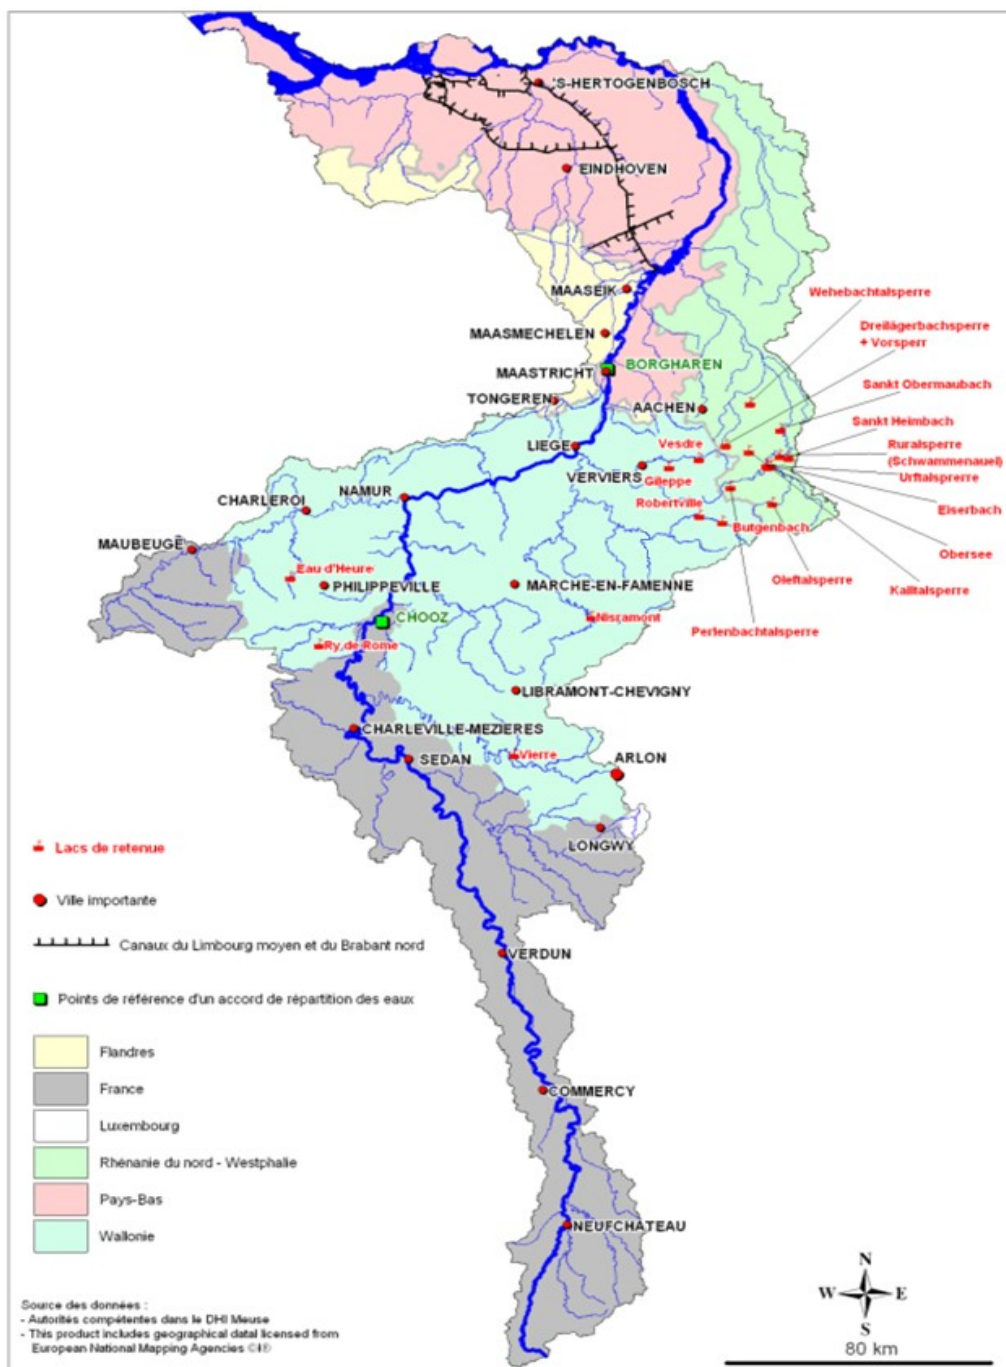 'S-HERTOGENBOSCH
EINDHOVEN
MAASEIK
Wehebachtalsperre
MAASMECHELEN
Dreilägerbachsperre
+ Vorsperr
MAASTRICHT
BORGHAREN
TONGEREN
AACHEN
Sankt Obermaubach
Sankt Heimbach
LIEGE
Vesdre
Ruralsperre
(Schwammenauel)
VERVIERS
Gileppe
Urftalsprerre
CHARLEROI
NAMUR
Robertville
Eiserbach
Butgenbach
Obersee
MAUBEUGE
Eau d'Heure
PHILIPPEVILLE
MARCHE-EN-FAMENNE
Oleftalsperre
Kalltalsperre
CHOOZ
Nisramont
Perlenbachtalsperre
Ry de Rome
LIBRAMONT-CHEVIGNY
CHARLEVILLE-MEZIERES
SEDAN
Vierre
ARLON
LONGWY
Lacs de retenue
Ville importante
Canaux du Limbourg moyen et du Brabant nord
VERDUN
Points de référence d'un accord de répartition des eaux
Flandres
France
COMMERCY
Luxembourg
Rhénanie du nord - Westphalie
Pays-Bas
NEUFCHÂTEAU
Wallonie
N
W E
S
80 km
Source des données :
- Autorités compétentes dans le DHI Meuse
- This product includes geographical datal licensed from
European National Mapping Agencies